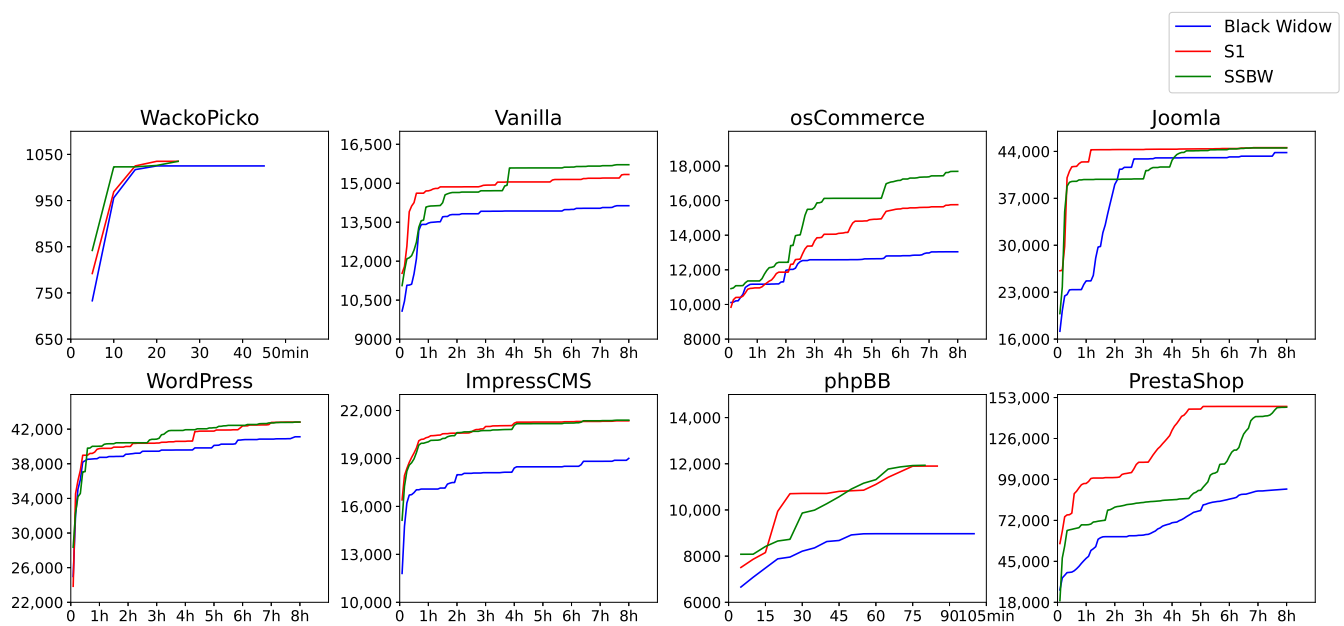 Black Widow
S1
SSBW
WackoPicko
1050
950
850
750
650
0 10 20 30 40 50min
Vanilla
16,500
15,000
13,500
12,000
10,500
9000
0 1h 2h 3h 4h 5h 6h 7h 8h
osCommerce
18,000
16,000
14,000
12,000
10,000
8000
0 1h 2h 3h 4h 5h 6h 7h 8h
Joomla
44,000
37,000
30,000
23,000
16,000
0 1h 2h 3h 4h 5h 6h 7h 8h
WordPress
42,000
38,000
34,000
30,000
26,000
22,000
0 1h 2h 3h 4h 5h 6h 7h 8h
ImpressCMS
22,000
19,000
16,000
13,000
10,000
0 1h 2h 3h 4h 5h 6h 7h 8h
phpBB
14,000
12,000
10,000
8000
6000
0 15 30 45 60 75 90 105min
PrestaShop
153,000
126,000
99,000
72,000
45,000
18,000
0 1h 2h 3h 4h 5h 6h 7h 8h